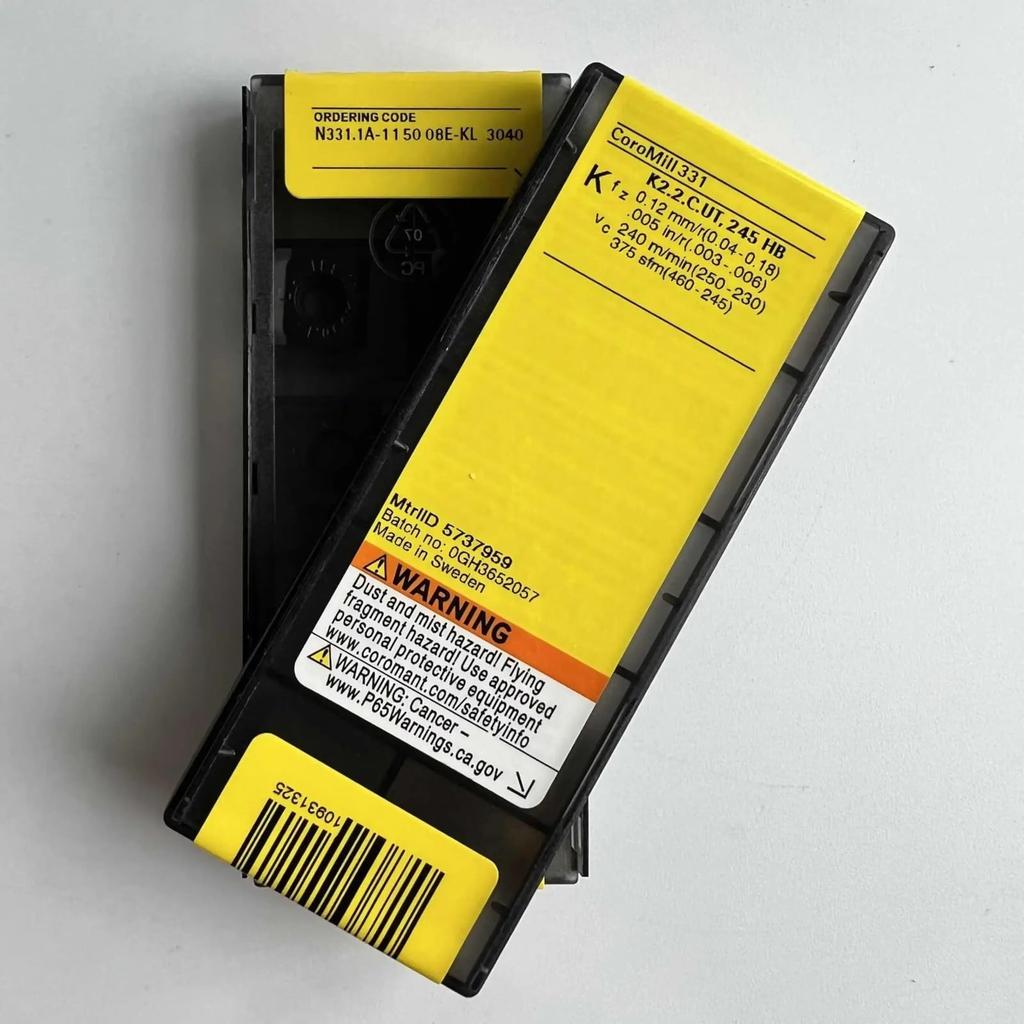 ORDERING CODE
N331.1A-11 50 08E-KL 3040
07
PC
CoroMill 331
K2.2.C.UT, 245 HB
K fz 0.12 mm/r(0.04-0.18)
.005 in/r(.003-.006)
vc 240 m/min(250-230)
375 sfm(460-245)
MtrlID 5737959
Batch no: 0GH3652057
Made in Sweden
WARNING
Dust and mist hazard! Flying
fragment hazard! Use approved
personal protective equipment
www.coromant.com/safetyinfo
WARNING: Cancer –
www.P65Warnings.ca.gov
10931325